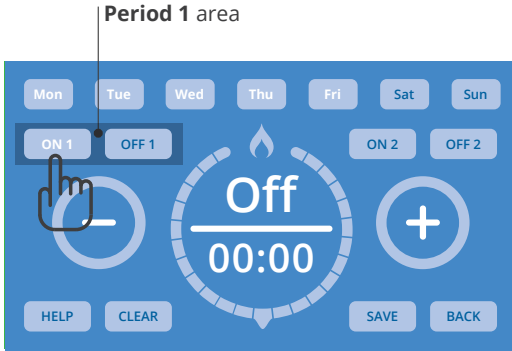 Period 1 area
Mon Tue Wed Thu Fri Sat Sun
ON 1 OFF 1 ON 2 OFF 2
Off
00:00
HELP CLEAR SAVE BACK